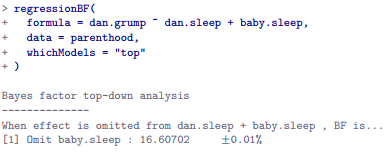 > regressionBF(
+ formula = dan.grump ~ dan.sleep + baby.sleep,
+ data = parenthood,
+ whichModels = "top"
+ )
Bayes factor top-down analysis
--------------
When effect is omitted from dan.sleep + baby.sleep , BF is...
[1] Omit baby.sleep : 16.60702 ±0.01%